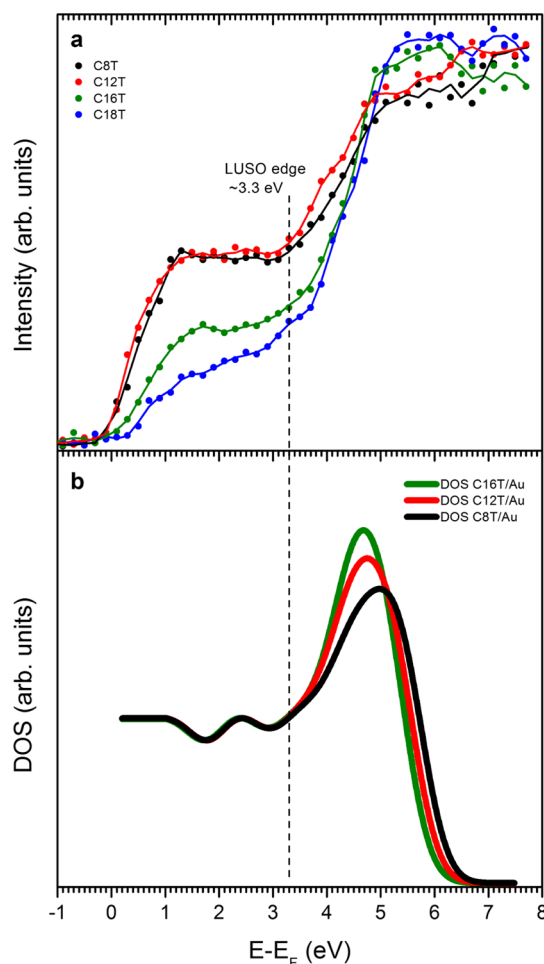 a
C8T
C12T
C16T
C18T
LUSO edge
~3.3 eV
Intensity (arb. units)
b
DOS C16T/Au
DOS C12T/Au
DOS C8T/Au
DOS (arb. units)
-1 0 1 2 3 4 5 6 7 8
E-E_F (eV)